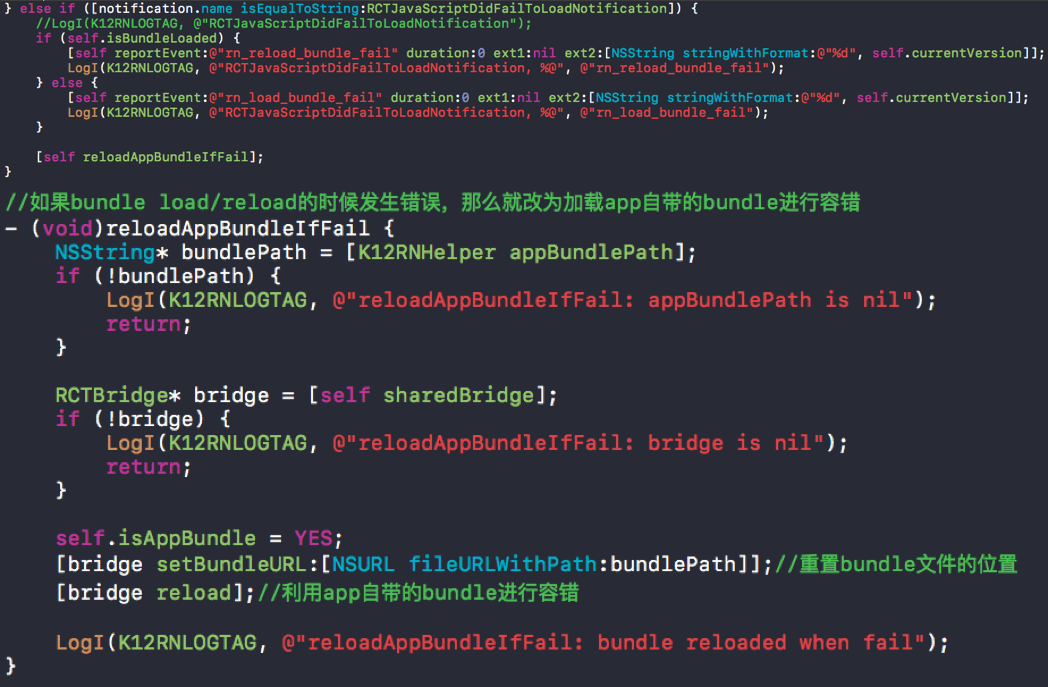 } else if ([notification.name isEqualToString:RCTJavaScriptDidFailToLoadNotification]) {
    //LogI(K12RNLOGTAG, @"RCTJavaScriptDidFailToLoadNotification");
    if (self.isBundleLoaded) {
        [self reportEvent:@"rn_reload_bundle_fail" duration:0 ext1:nil ext2:[NSString stringWithFormat:@"%d", self.currentVersion]];
        LogI(K12RNLOGTAG, @"RCTJavaScriptDidFailToLoadNotification, %@", @"rn_reload_bundle_fail");
    } else {
        [self reportEvent:@"rn_load_bundle_fail" duration:0 ext1:nil ext2:[NSString stringWithFormat:@"%d", self.currentVersion]];
        LogI(K12RNLOGTAG, @"RCTJavaScriptDidFailToLoadNotification, %@", @"rn_load_bundle_fail");
    }
    [self reloadAppBundleIfFail];
}
//如果bundle load/reload的时候发生错误，那么就改为加载app自带的bundle进行容错
- (void)reloadAppBundleIfFail {
    NSString* bundlePath = [K12RNHelper appBundlePath];
    if (!bundlePath) {
        LogI(K12RNLOGTAG, @"reloadAppBundleIfFail: appBundlePath is nil");
        return;
    }
    RCTBridge* bridge = [self sharedBridge];
    if (!bridge) {
        LogI(K12RNLOGTAG, @"reloadAppBundleIfFail: bridge is nil");
        return;
    }
    self.isAppBundle = YES;
    [bridge setBundleURL:[NSURL fileURLWithPath:bundlePath]];//重置bundle文件的位置
    [bridge reload];//利用app自带的bundle进行容错
    LogI(K12RNLOGTAG, @"reloadAppBundleIfFail: bundle reloaded when fail");
}